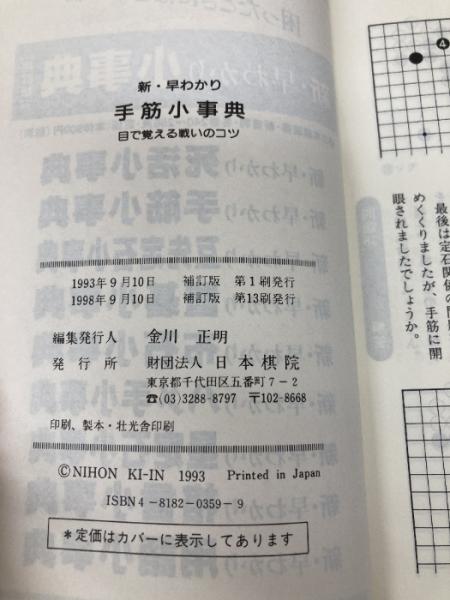 新・早わかり
手筋小事典
目で覚える戦いのコツ
1993年9月10日 補訂版 第1刷発行
1998年9月10日 補訂版 第13刷発行
編集発行人 金川 正明
発行所 財団法人 日本棋院
東京都千代田区五番町7－2
☎(03)3288-8797 〒102-8668
印刷、製本・壮光舎印刷
©NIHON KI-IN 1993 Printed in Japan
ISBN4－8182-0359－9
＊定価はカバーに表示してあります
4
最後は定石関係の問
めくくりましたが、手筋に開
眼されましたでしょうか。